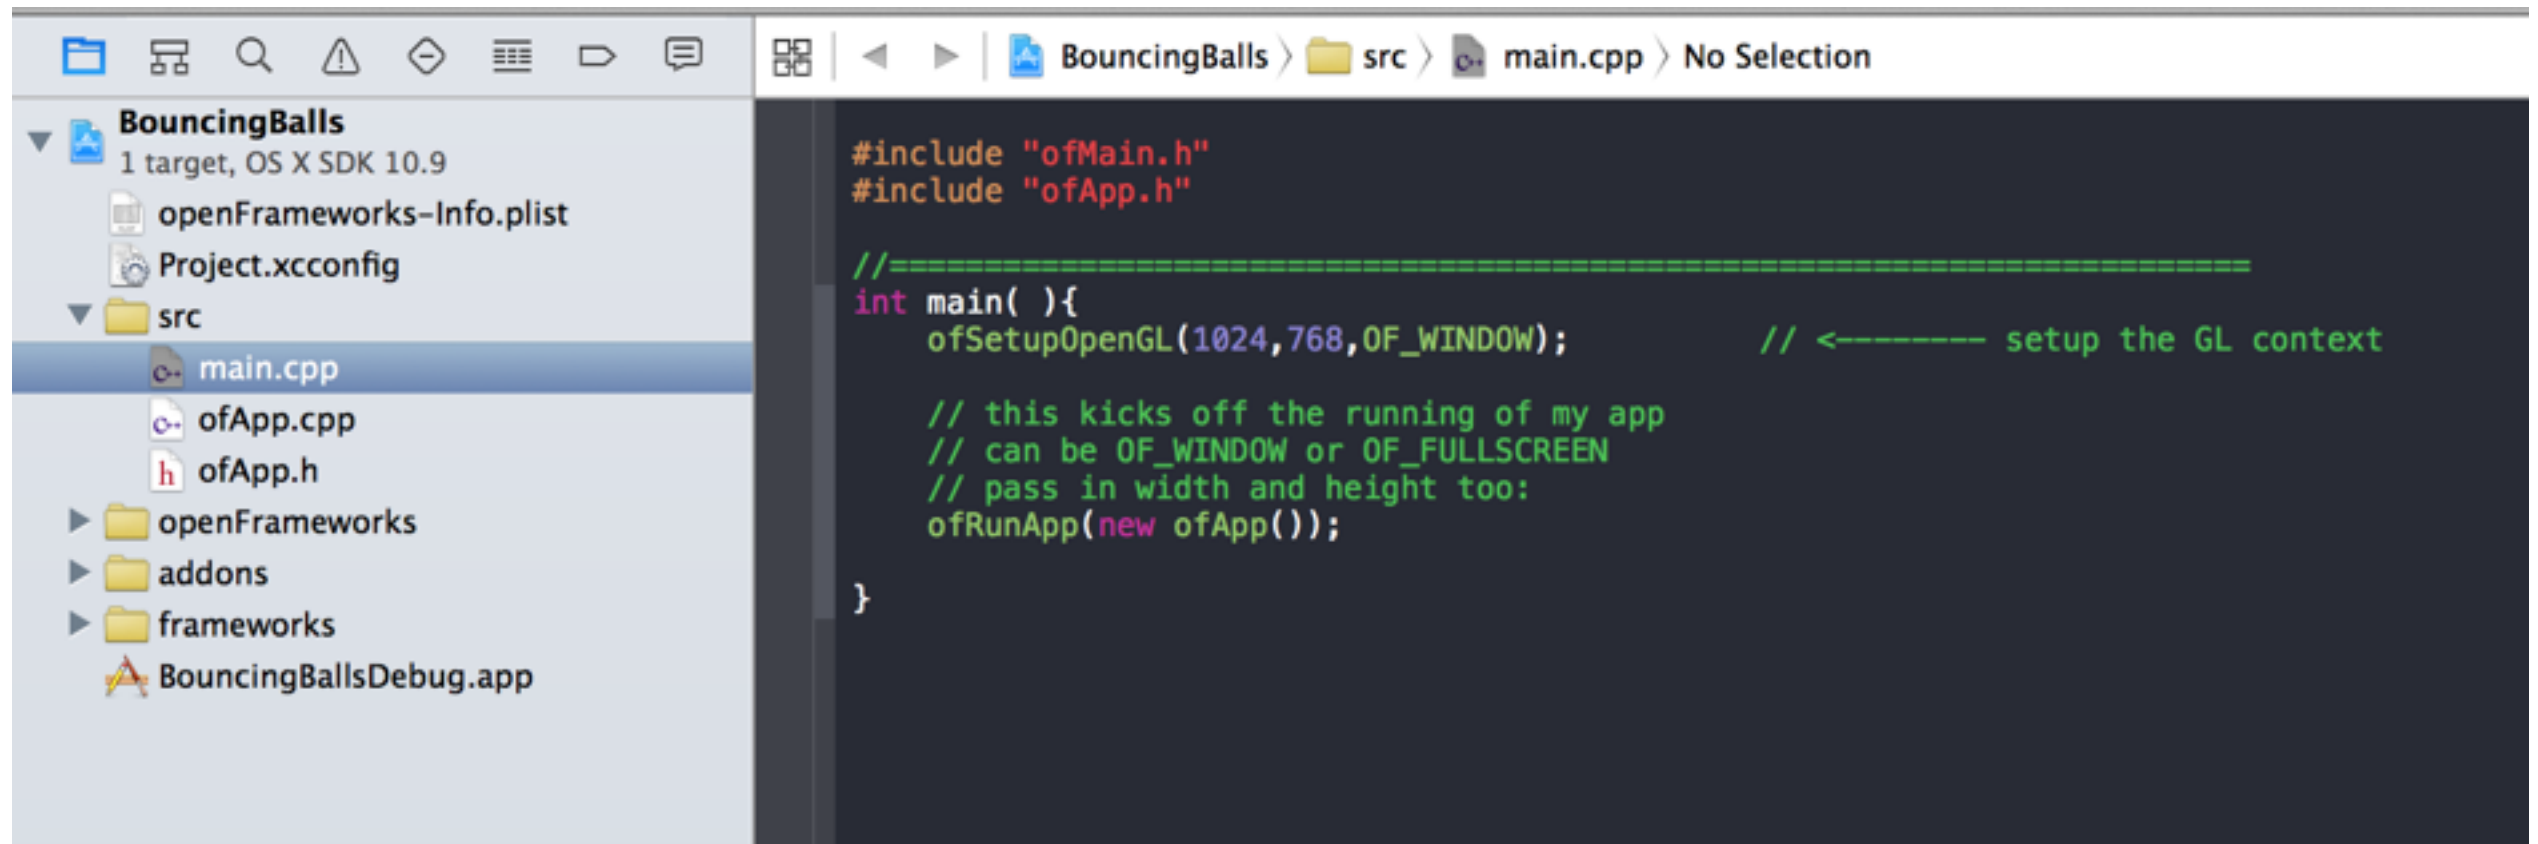 BouncingBalls
1 target, OS X SDK 10.9
openFrameworks-Info.plist
Project.xcconfig
src
main.cpp
ofApp.cpp
ofApp.h
openFrameworks
addons
frameworks
BouncingBallsDebug.app
BouncingBalls 〉 src 〉 main.cpp 〉 No Selection
#include "ofMain.h"
#include "ofApp.h"
//========================================================================
int main( ){
ofSetupOpenGL(1024,768,OF_WINDOW); // <-------- setup the GL context
// this kicks off the running of my app
// can be OF_WINDOW or OF_FULLSCREEN
// pass in width and height too:
ofRunApp(new ofApp());
}